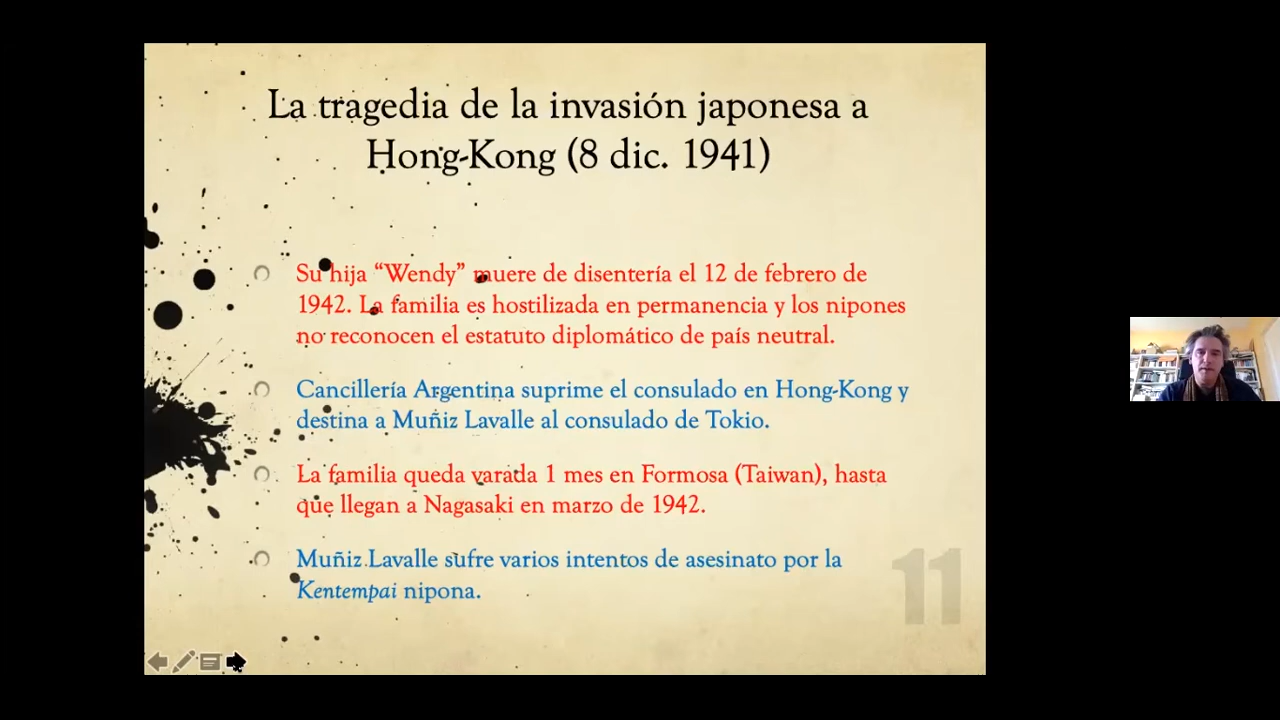 La tragedia de la invasión japonesa a
Hong-Kong (8 dic. 1941)
Su hija “Wendy” muere de disentería el 12 de febrero de
1942. La familia es hostilizada en permanencia y los nipones
no reconocen el estatuto diplomático de país neutral.
Cancillería Argentina suprime el consulado en Hong-Kong y
destina a Muñiz Lavalle al consulado de Tokio.
La familia queda varada 1 mes en Formosa (Taiwan), hasta
que llegan a Nagasaki en marzo de 1942.
Muñiz Lavalle sufre varios intentos de asesinato por la
Kentempai nipona.
11